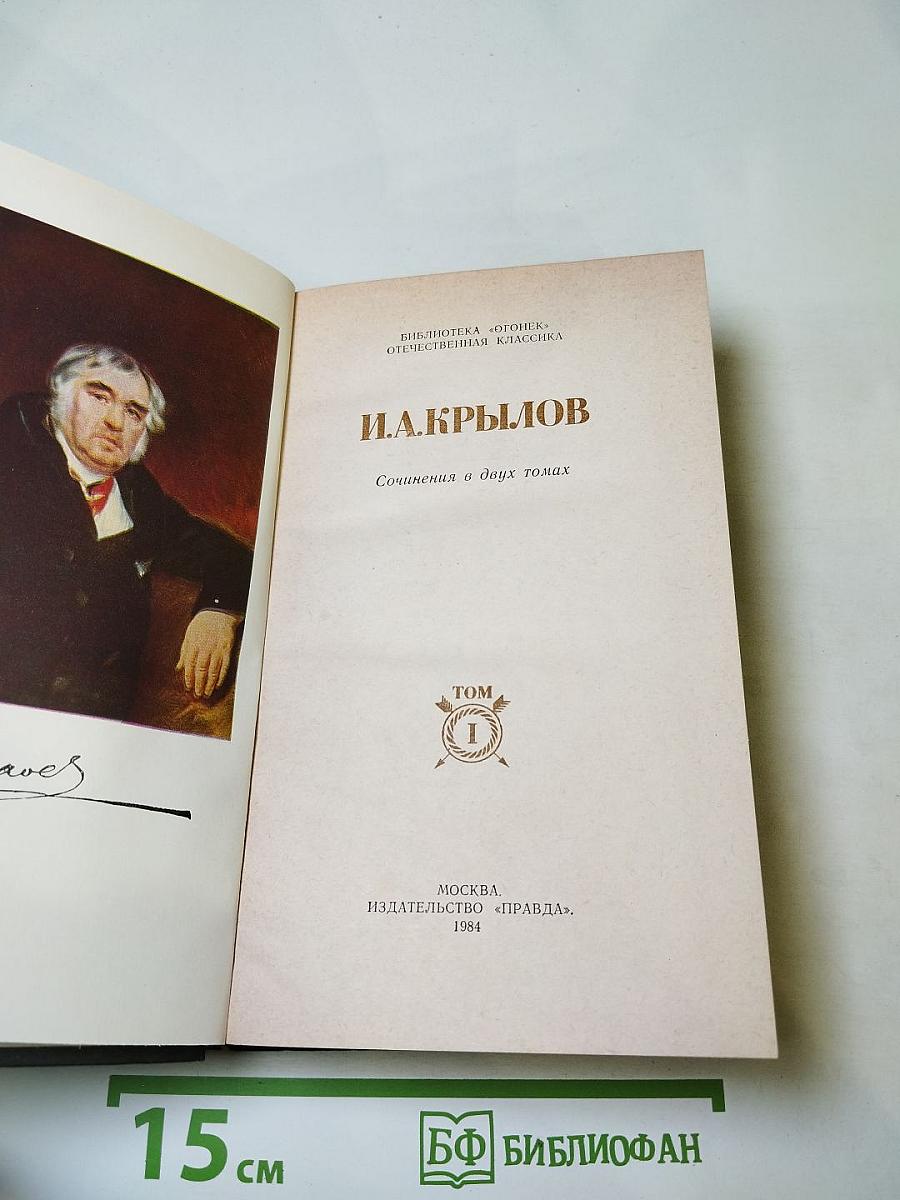 БИБЛИОТЕКА «ОГОНЕК»
ОТЕЧЕСТВЕННАЯ КЛАССИКА
И.А.КРЫЛОВ
Сочинения в двух томах
ТОМ
I
МОСКВА.
ИЗДАТЕЛЬСТВО «ПРАВДА».
1984
15 см
БФ БИБЛИОФАН